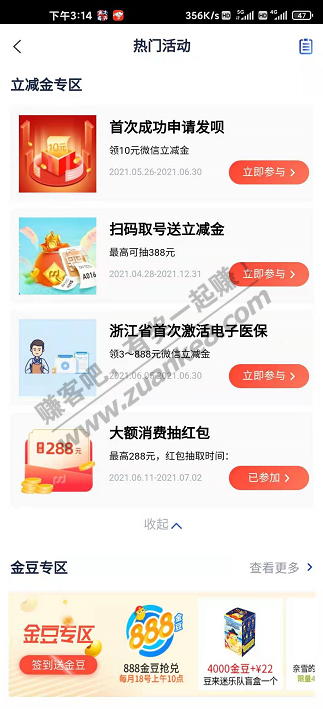 下午3:14
356K/s HD 5G HD 4G 47
热门活动
立减金专区
10元
首次成功申请发呗
领10元微信立减金
2021.05.26-2021.06.30
立即参与
A016
扫码取号送立减金
最高可抽388元
2021.04.28-2021.12.31
立即参与
浙江省首次激活电子医保
领3～888元微信立减金
2021.06.05-2021.06.30
立即参与
288元
大额消费抽红包
最高288元，红包抽取时间：
2021.06.11-2021.07.02
已参加
收起
赚客吧，有奖一起赚！
www.zuanke8.com
金豆专区
查看更多
金豆专区
签到送金豆
888
金豆
888金豆抢兑
每月18号上午10点
4000金豆+¥22
豆来迷乐队盲盒一个
奈雪的